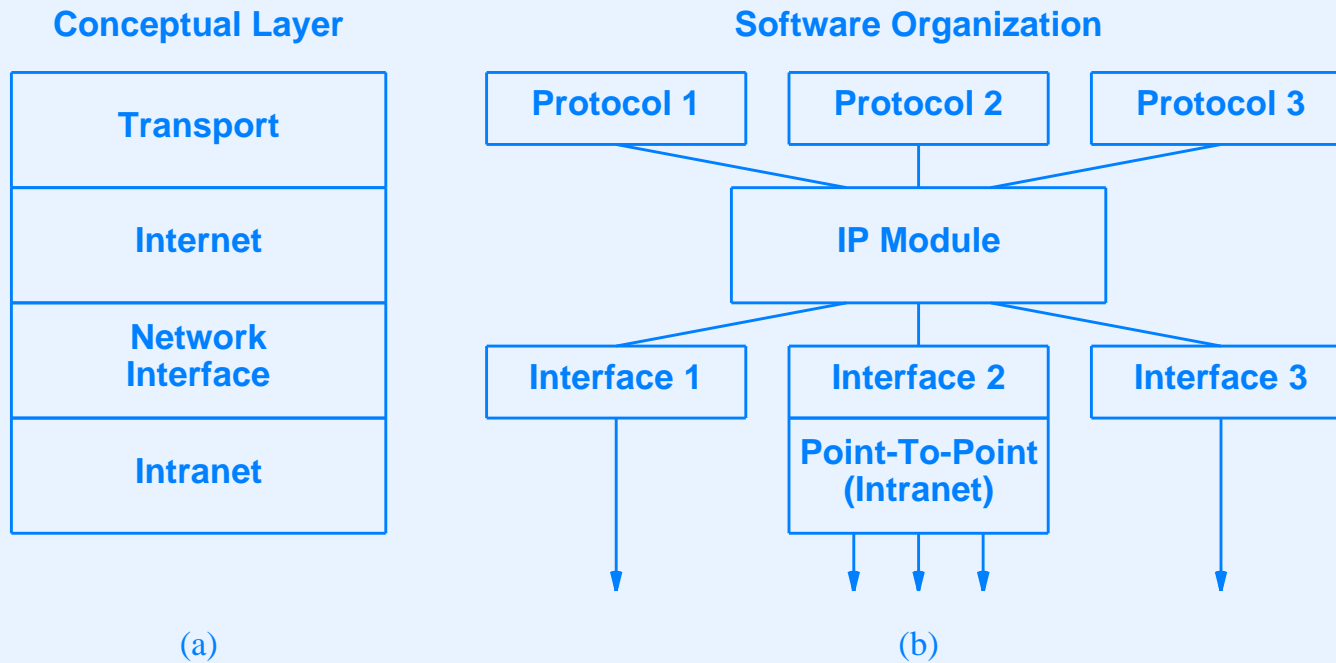 Conceptual Layer
Transport
Internet
Network
Interface
Intranet
(a)
Software Organization
Protocol 1
Protocol 2
Protocol 3
IP Module
Interface 1
Interface 2
Interface 3
Point-To-Point
(Intranet)
(b)